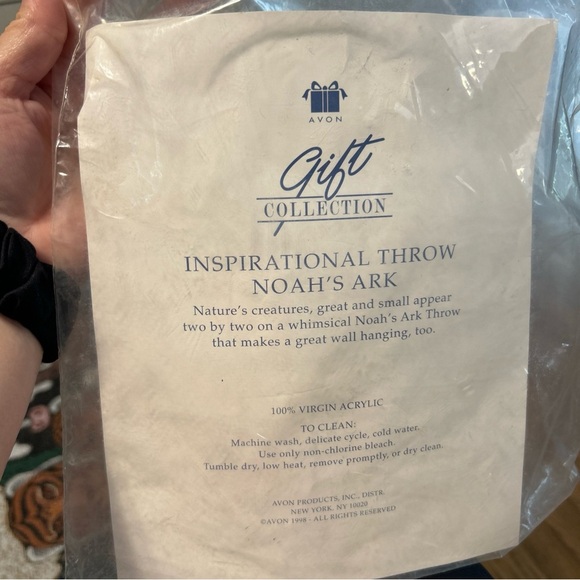 AVON
Gift
COLLECTION
INSPIRATIONAL THROW
NOAH'S ARK
Nature's creatures, great and small appear
two by two on a whimsical Noah's Ark Throw
that makes a great wall hanging, too.
100% VIRGIN ACRYLIC
TO CLEAN:
Machine wash, delicate cycle, cold water.
Use only non-chlorine bleach.
Tumble dry, low heat, remove promptly, or dry clean.
AVON PRODUCTS, INC., DISTR.
NEW YORK, NY 10020
©AVON 1998 · ALL RIGHTS RESERVED